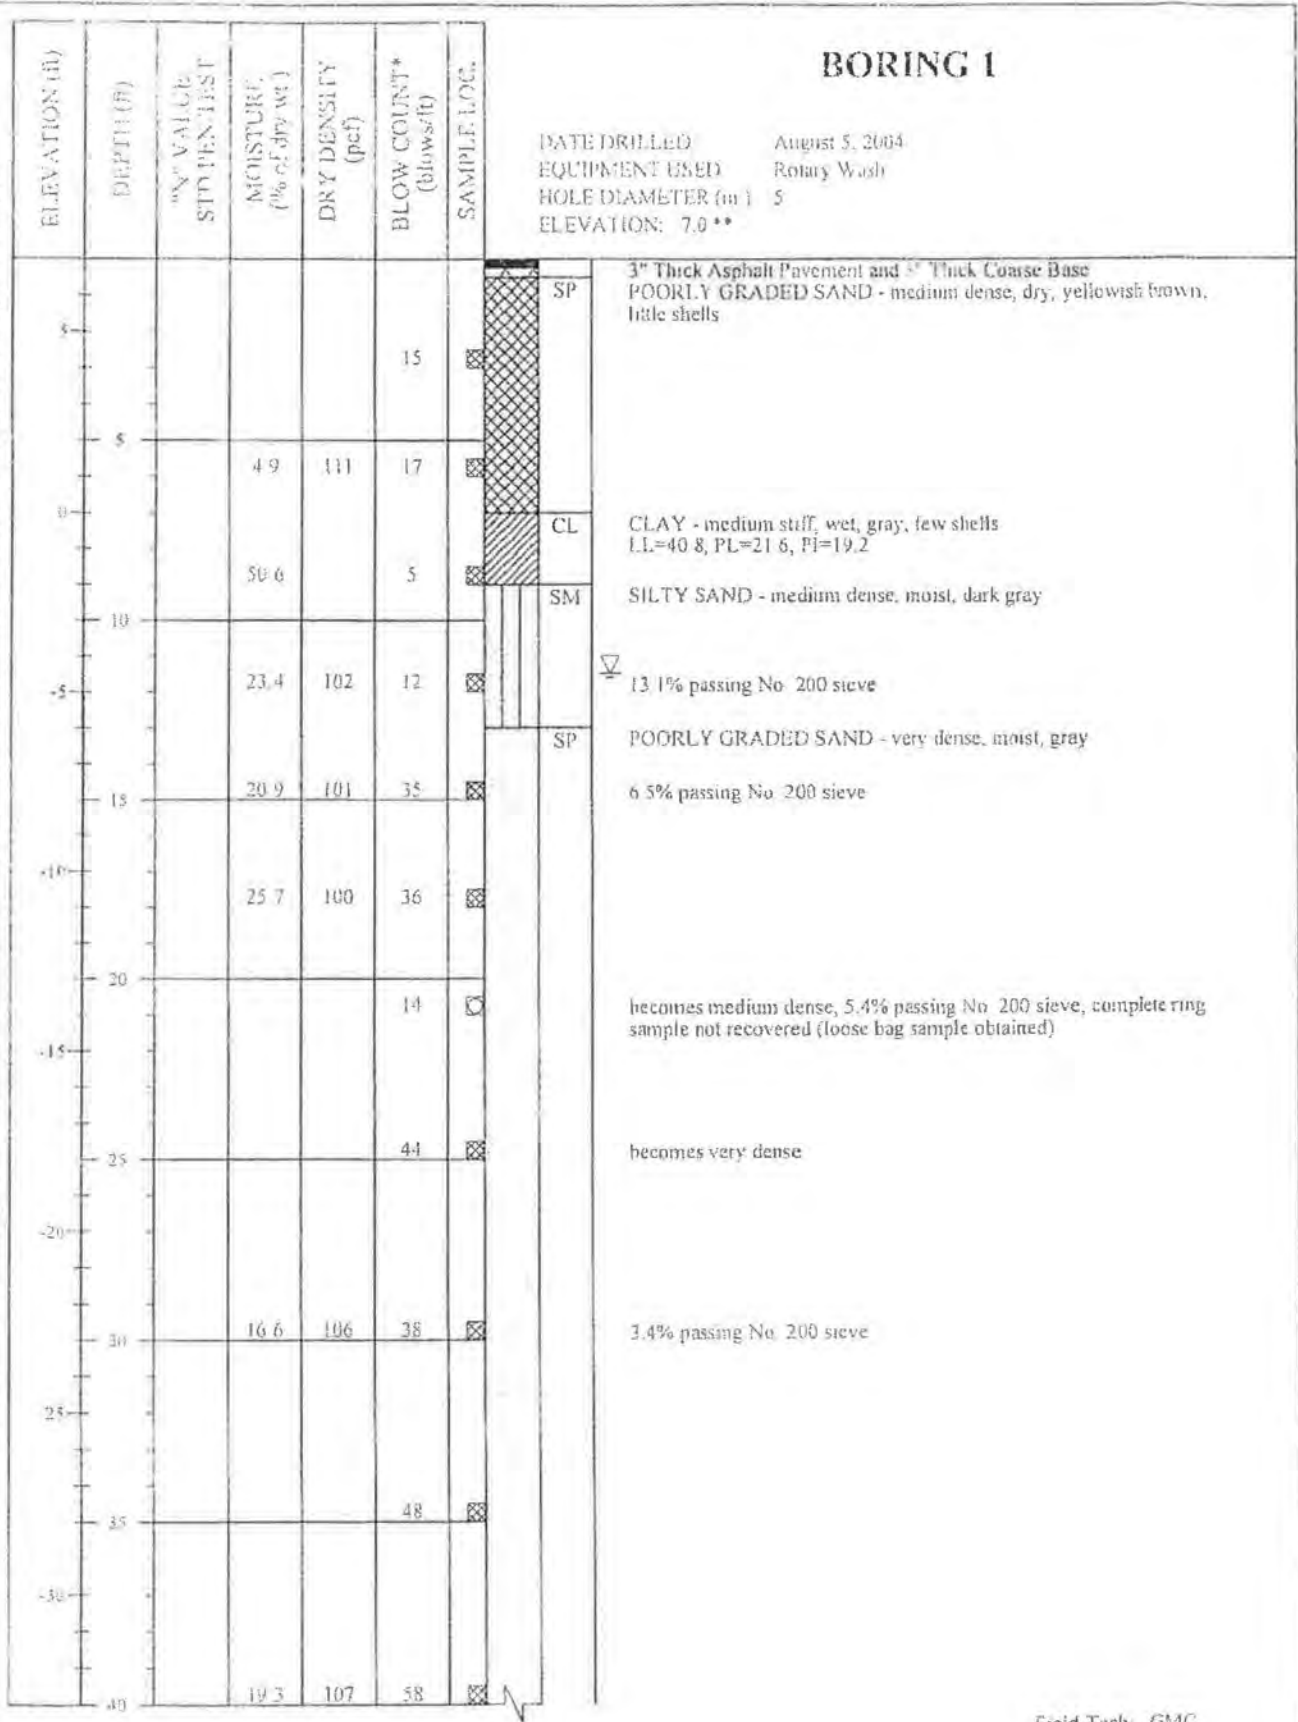 BORING 1
ELEVATION (ft)
DEPTH (ft)
"N" VALUE STD PEN TEST
MOISTURE (% of dry wt)
DRY DENSITY (pcf)
BLOW COUNT* (blows/ft)
SAMPLE LOC.
DATE DRILLED August 5, 2004
EQUIPMENT USED Rotary Wash
HOLE DIAMETER (in) 5
ELEVATION: 7.0 **
3" Thick Asphalt Pavement and Thick Coarse Base
SP POORLY GRADED SAND - medium dense, dry, yellowish brown,
little shells
5
15
5
4.9 111 17
0
CL CLAY - medium stiff, wet, gray, few shells
LL=40.8, PL=21.6, PI=19.2
50.6 5
SM SILTY SAND - medium dense, moist, dark gray
10
-5 23.4 102 12 13.1% passing No. 200 sieve
SP POORLY GRADED SAND - very dense, moist, gray
20.9 101 35 6.5% passing No. 200 sieve
15
-10
25.7 100 36
20
14 becomes medium dense, 5.4% passing No. 200 sieve, complete ring
sample not recovered (loose bag sample obtained)
-15
44 becomes very dense
25
-20
16.6 106 38 3.4% passing No. 200 sieve
30
25
48
35
-30
19.3 107 58
40
Field Tech: GMC